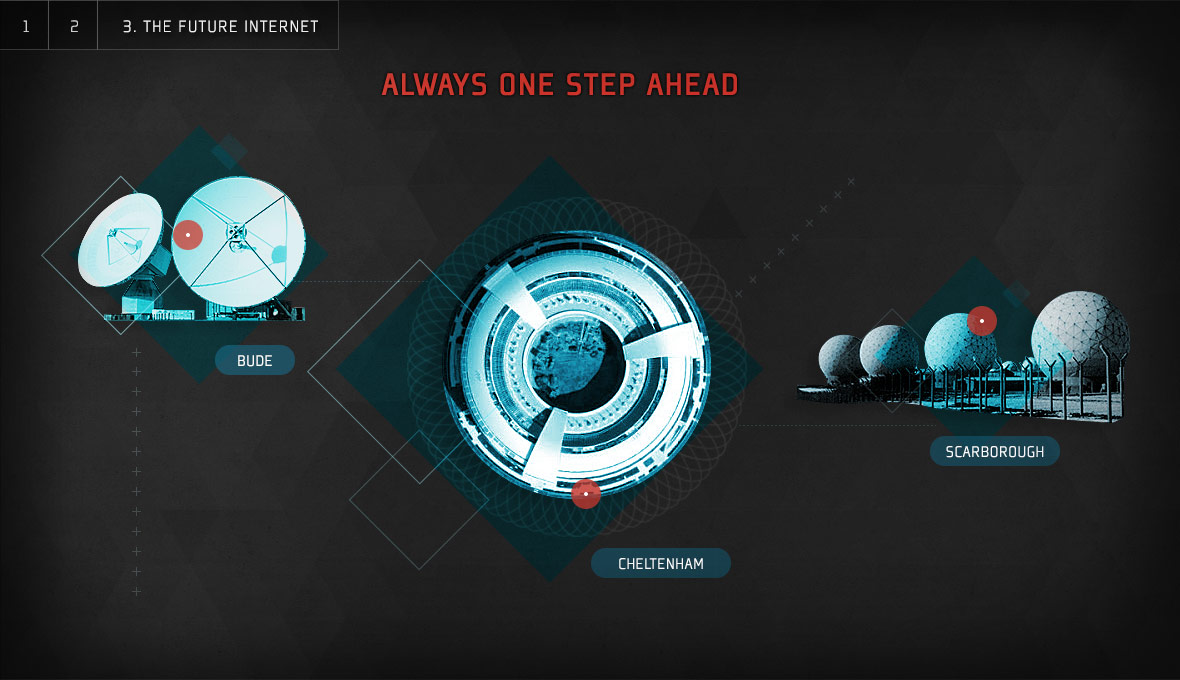 1
2
3. THE FUTURE INTERNET
ALWAYS ONE STEP AHEAD
BUDE
SCARBOROUGH
CHELTENHAM